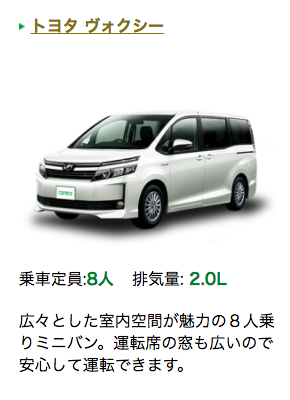 トヨタ ヴォクシー
careco
乗車定員:8人 排気量: 2.0L
広々とした室内空間が魅力の８人乗
りミニバン。運転席の窓も広いので
安心して運転できます。